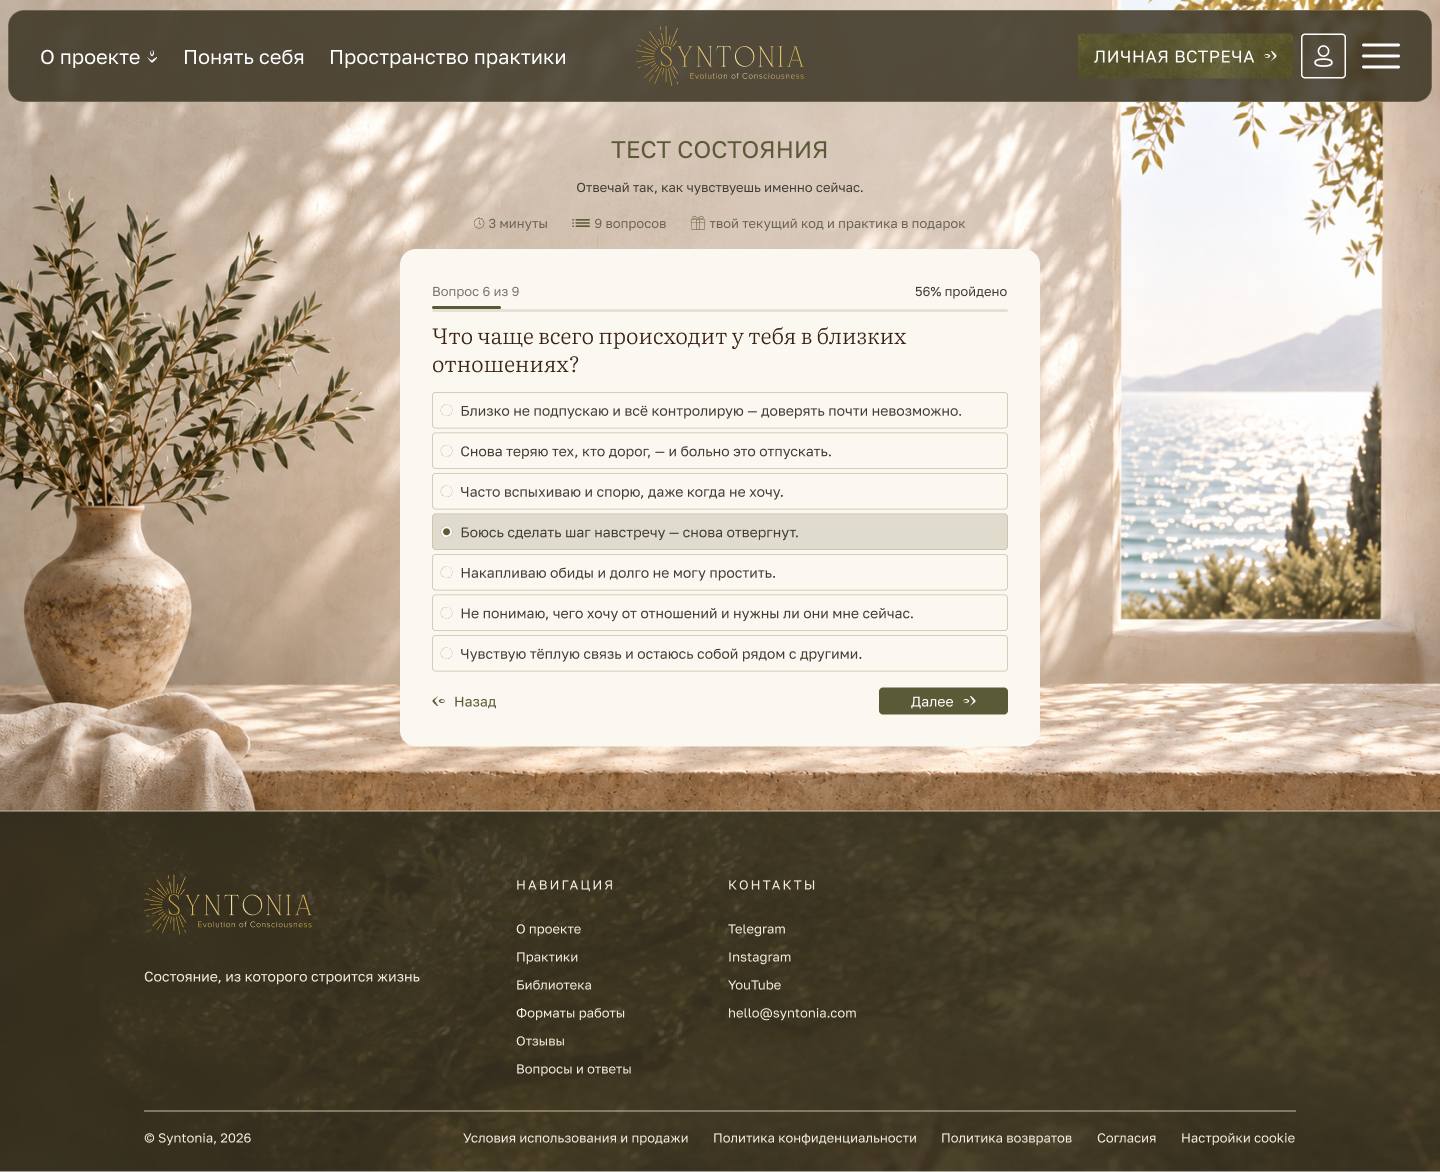 О проекте
Понять себя
Пространство практики
SYNTONIA
Evolution of Consciousness
ЛИЧНАЯ ВСТРЕЧА
ТЕСТ СОСТОЯНИЯ
Отвечай так, как чувствуешь именно сейчас.
3 минуты
9 вопросов
твой текущий код и практика в подарок
Вопрос 6 из 9
56% пройдено
Что чаще всего происходит у тебя в близких
отношениях?
Близко не подпускаю и всё контролирую — доверять почти невозможно.
Снова теряю тех, кто дорог, — и больно это отпускать.
Часто вспыхиваю и спорю, даже когда не хочу.
Боюсь сделать шаг навстречу — снова отвергнут.
Накапливаю обиды и долго не могу простить.
Не понимаю, чего хочу от отношений и нужны ли они мне сейчас.
Чувствую тёплую связь и остаюсь собой рядом с другими.
Назад
Далее
SYNTONIA
Evolution of Consciousness
Состояние, из которого строится жизнь
НАВИГАЦИЯ
О проекте
Практики
Библиотека
Форматы работы
Отзывы
Вопросы и ответы
КОНТАКТЫ
Telegram
Instagram
YouTube
hello@syntonia.com
© Syntonia, 2026
Условия использования и продажи
Политика конфиденциальности
Политика возвратов
Согласия
Настройки cookie